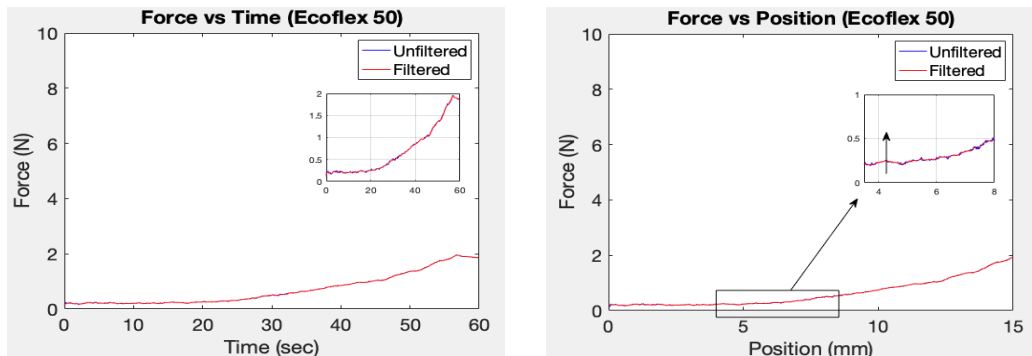 Force vs Time (Ecoflex 50)
10
8
6
4
2
0
Force (N)
Unfiltered
Filtered
2
1.5
1
0.5
0
0 20 40 60
0 10 20 30 40 50 60
Time (sec)
Force vs Position (Ecoflex 50)
10
8
6
4
2
0
Force (N)
Unfiltered
Filtered
1
0.5
0
4 6 8
0 5 10 15
Position (mm)